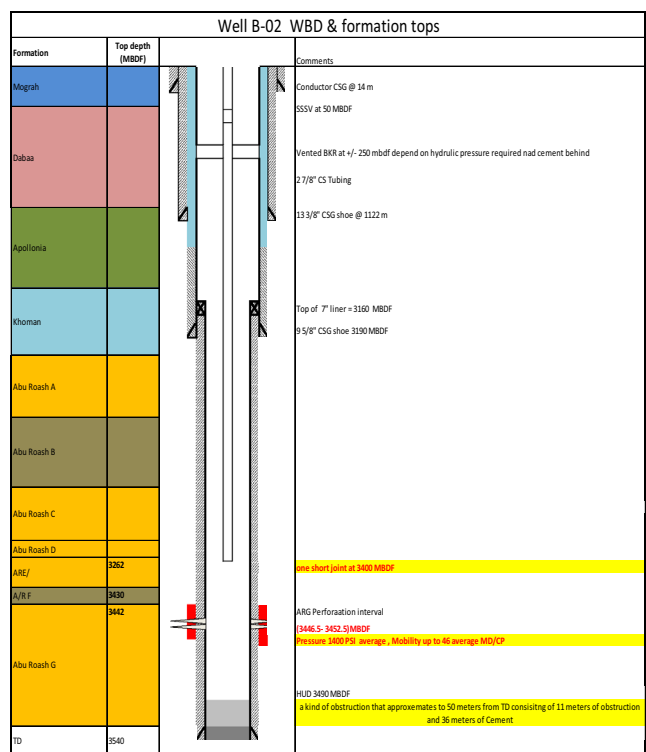 Well B-02 WBD & formation tops
Formation
Top depth
(MBDF)
Comments
Mograh
Conductor CSG @ 14 m
SSSV at 50 MBDF
Dabaa
Vented BKR at +/- 250 mbdf depend on hydrulic pressure required nad cement behind
2 7/8" CS Tubing
13 3/8" CSG shoe @ 1122 m
Apollonia
Khoman
Top of 7" liner = 3160 MBDF
9 5/8" CSG shoe 3190 MBDF
Abu Roash A
Abu Roash B
Abu Roash C
Abu Roash D
ARE/
3262
one short joint at 3400 MBDF
A/R F
3430
3442
ARG Perforaation interval
(3446.5- 3452.5)MBDF
Pressure 1400 PSI average , Mobility up to 46 average MD/CP
Abu Roash G
HUD 3490 MBDF
a kind of obstruction that approxemates to 50 meters from TD consisitng of 11 meters of obstruction
and 36 meters of Cement
TD
3540